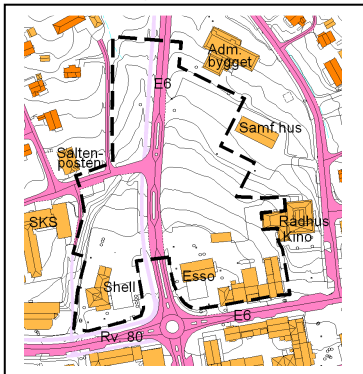 Adm.
bygget
E6
Samf.hus
Salten-
posten
SKS
Rådhus
Kino
Shell
Esso
E6
Rv. 80